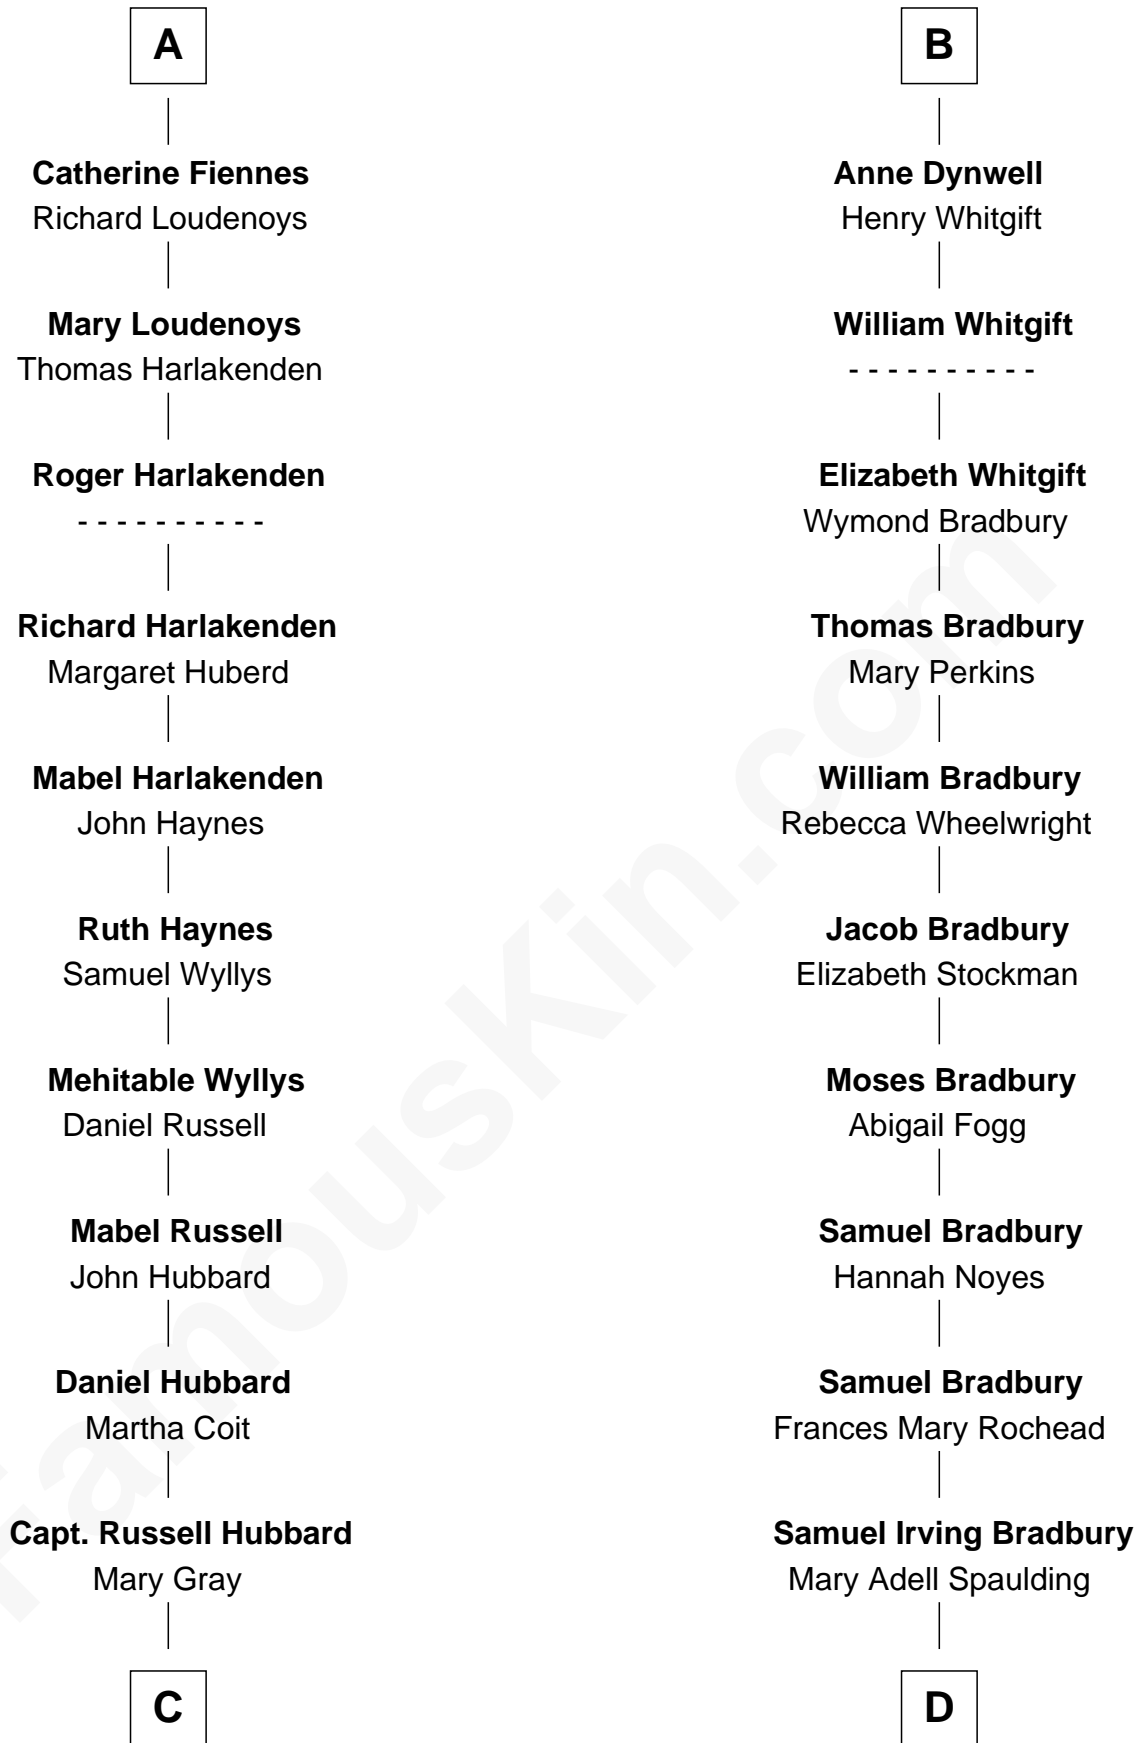 A
Catherine Fiennes
Richard Loudenoys
Mary Loudenoys
Thomas Harlakenden
Roger Harlakenden
- - - - - - - - - -
Richard Harlakenden
Margaret Huberd
Mabel Harlakenden
John Haynes
Ruth Haynes
Samuel Wyllys
Mehitable Wyllys
Daniel Russell
Mabel Russell
John Hubbard
Daniel Hubbard
Martha Coit
Capt. Russell Hubbard
Mary Gray
C
B
Anne Dynwell
Henry Whitgift
William Whitgift
- - - - - - - - - -
Elizabeth Whitgift
Wymond Bradbury
Thomas Bradbury
Mary Perkins
William Bradbury
Rebecca Wheelwright
Jacob Bradbury
Elizabeth Stockman
Moses Bradbury
Abigail Fogg
Samuel Bradbury
Hannah Noyes
Samuel Bradbury
Frances Mary Rochead
Samuel Irving Bradbury
Mary Adell Spaulding
D
FamousKin.com